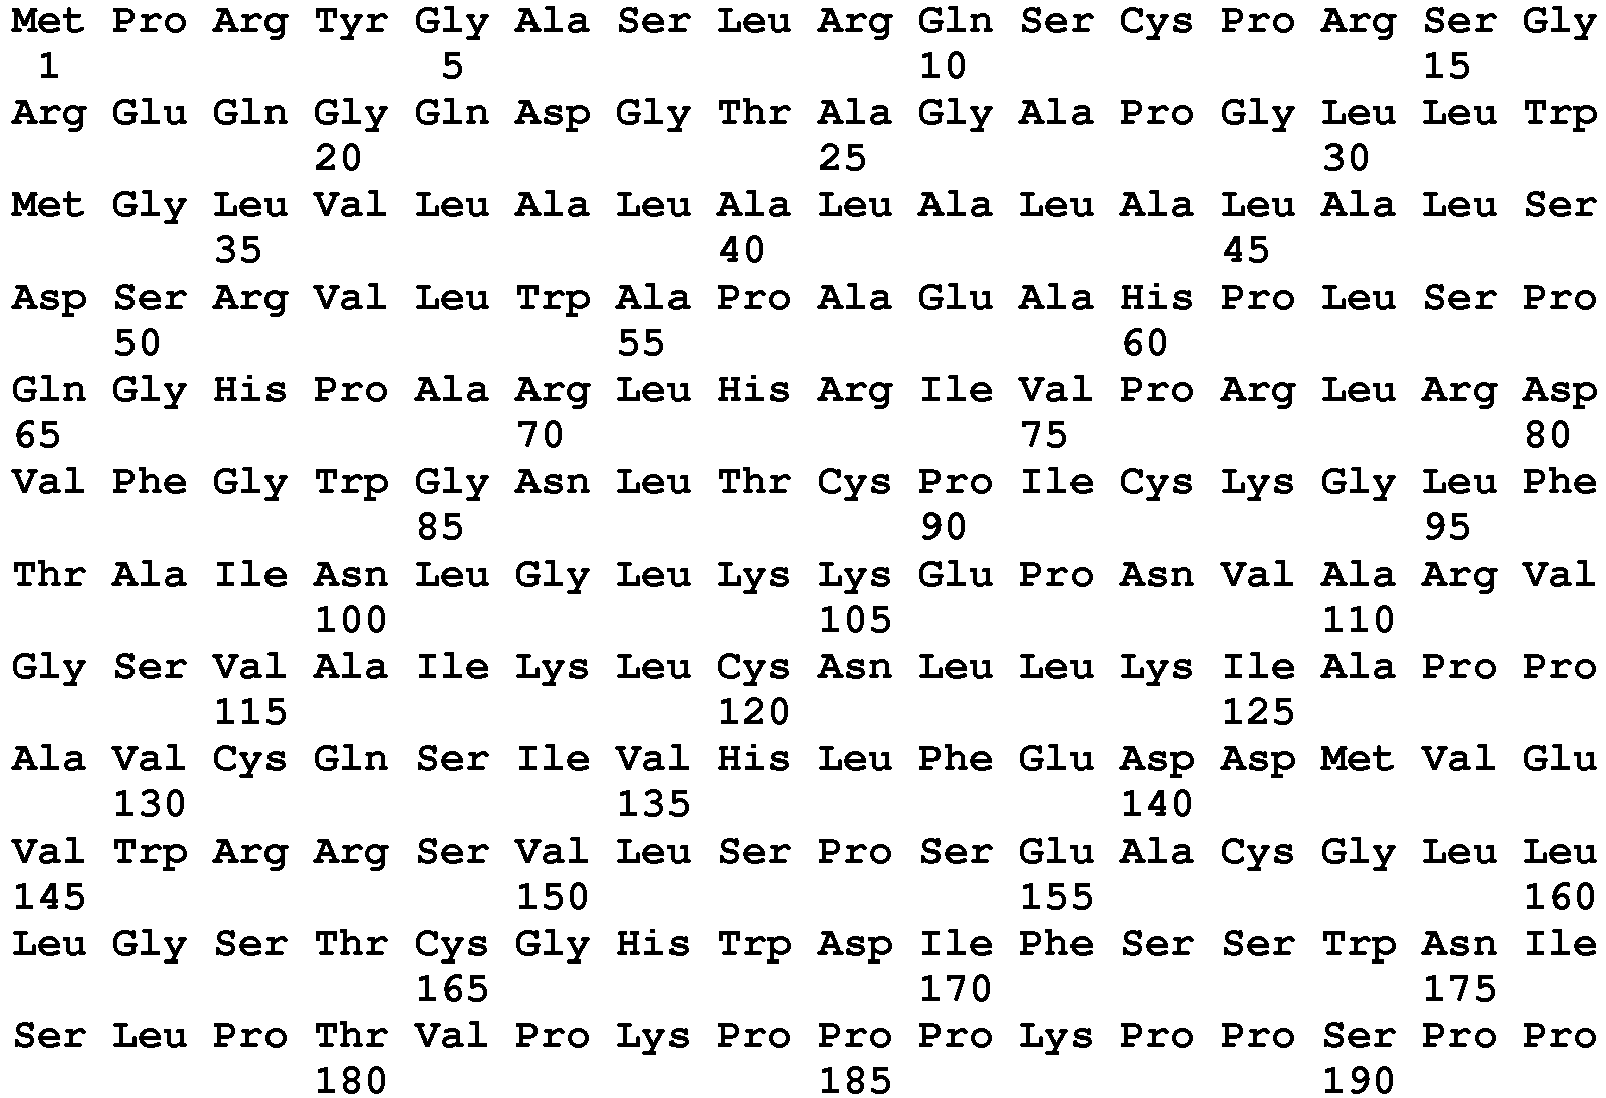 Met Pro Arg Tyr Gly Ala Ser Leu Arg Gln Ser Cys Pro Arg Ser Gly
1 5 10 15
Arg Glu Gln Gly Gln Asp Gly Thr Ala Gly Ala Pro Gly Leu Leu Trp
20 25 30
Met Gly Leu Val Leu Ala Leu Ala Leu Ala Leu Ala Leu Ala Leu Ser
35 40 45
Asp Ser Arg Val Leu Trp Ala Pro Ala Glu Ala His Pro Leu Ser Pro
50 55 60
Gln Gly His Pro Ala Arg Leu His Arg Ile Val Pro Arg Leu Arg Asp
65 70 75 80
Val Phe Gly Trp Gly Asn Leu Thr Cys Pro Ile Cys Lys Gly Leu Phe
85 90 95
Thr Ala Ile Asn Leu Gly Leu Lys Lys Glu Pro Asn Val Ala Arg Val
100 105 110
Gly Ser Val Ala Ile Lys Leu Cys Asn Leu Leu Lys Ile Ala Pro Pro
115 120 125
Ala Val Cys Gln Ser Ile Val His Leu Phe Glu Asp Asp Met Val Glu
130 135 140
Val Trp Arg Arg Ser Val Leu Ser Pro Ser Glu Ala Cys Gly Leu Leu
145 150 155 160
Leu Gly Ser Thr Cys Gly His Trp Asp Ile Phe Ser Ser Trp Asn Ile
165 170 175
Ser Leu Pro Thr Val Pro Lys Pro Pro Pro Lys Pro Pro Ser Pro Pro
180 185 190